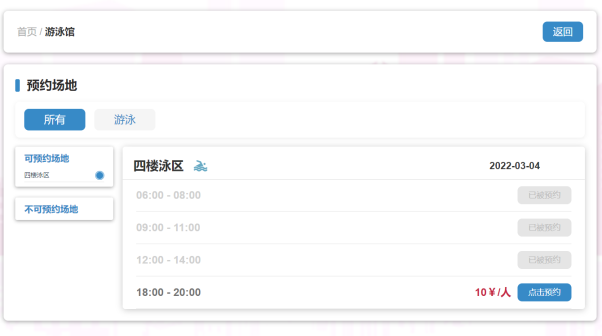 首页 / 游泳馆
返回
预约场地
所有
游泳
可预约场地
四楼泳区
不可预约场地
四楼泳区
2022-03-04
06:00 - 08:00
已被预约
09:00 - 11:00
已被预约
12:00 - 14:00
已被预约
18:00 - 20:00
10￥/人
点击预约